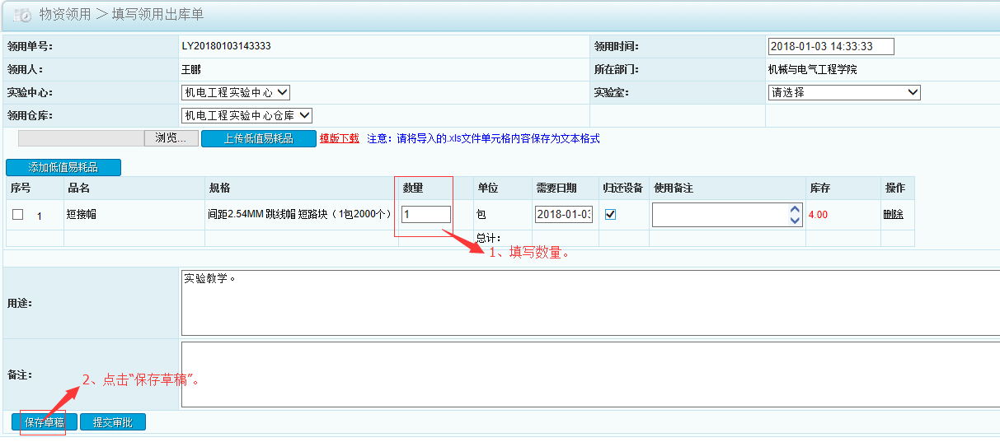 物资领用 ＞填写领用出库单
领用单号： LY20180103143333 领用时间： 2018-01-03 14:33:33
领用人： 王鹏 所在部门： 机械与电气工程学院
实验中心： 机电工程实验中心 实验室： 请选择
领用仓库： 机电工程实验中心仓库
浏览... 上传低值易耗品 模版下载 注意：请将导入的.xls文件单元格内容保存为文本格式
添加低值易耗品
序号 品名 规格 数量 单位 需要日期 归还设备 使用备注 库存 操作
1 短接帽 间距2.54MM 跳线帽 短路块（1包2000个） 1 包 2018-01-03 4.00 删除
总计：
1、填写数量。
用途： 实验教学。
备注：
2、点击“保存草稿”。
保存草稿 提交审批